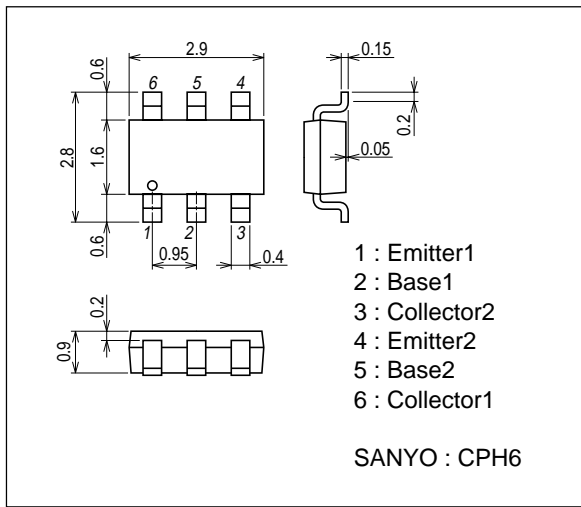 2.9
0.15
0.6
6 5 4
0.2
2.8
1.6
0.05
0.6
1 2 3
0.95
0.4
1 : Emitter1
2 : Base1
3 : Collector2
4 : Emitter2
5 : Base2
6 : Collector1
0.2
0.9
SANYO : CPH6